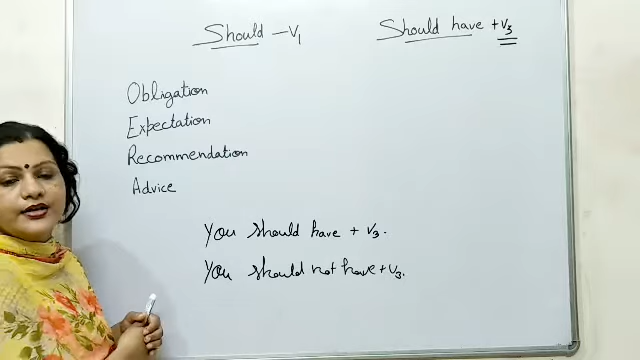 Should - V₁ Should have + V₃
Obligation
Expectation
Recommendation
Advice
You should have + V₃.
You should not have + V₃.